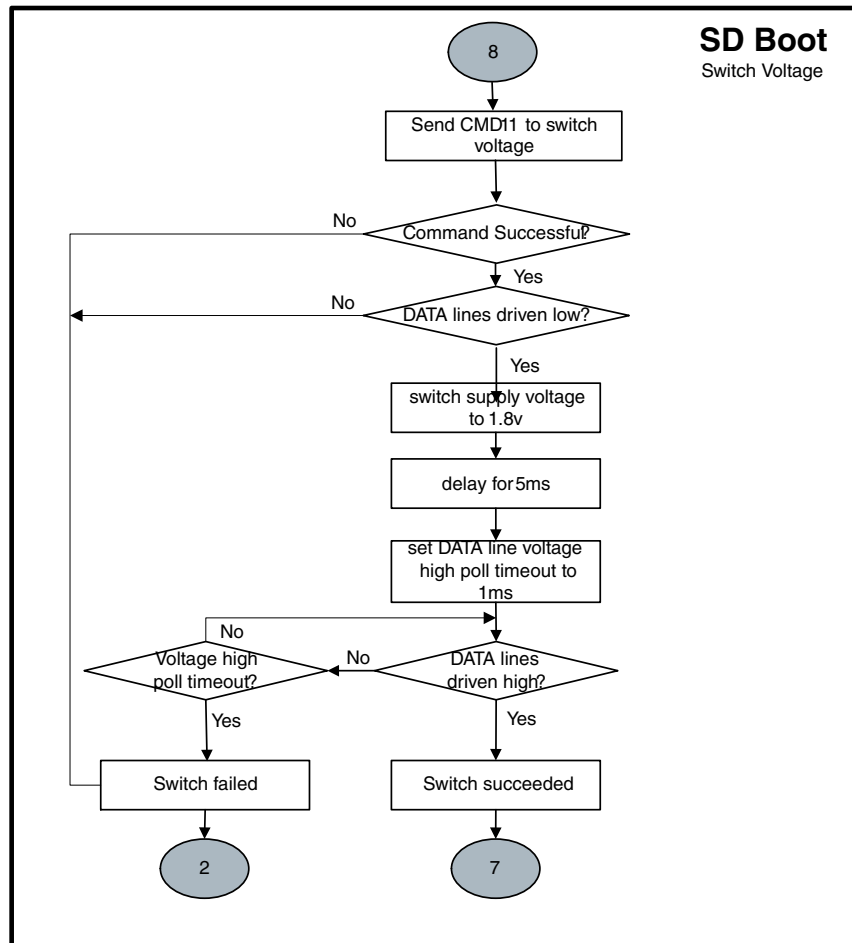 SD Boot
Switch Voltage
8
Send CMD11 to switch
voltage
Command Successful?
No
Yes
DATA lines driven low?
No
Yes
switch supply voltage
to 1.8v
delay for 5ms
set DATA line voltage
high poll timeout to
1ms
No
Voltage high
poll timeout?
No
DATA lines
driven high?
Yes
Yes
Switch failed
Switch succeeded
2
7